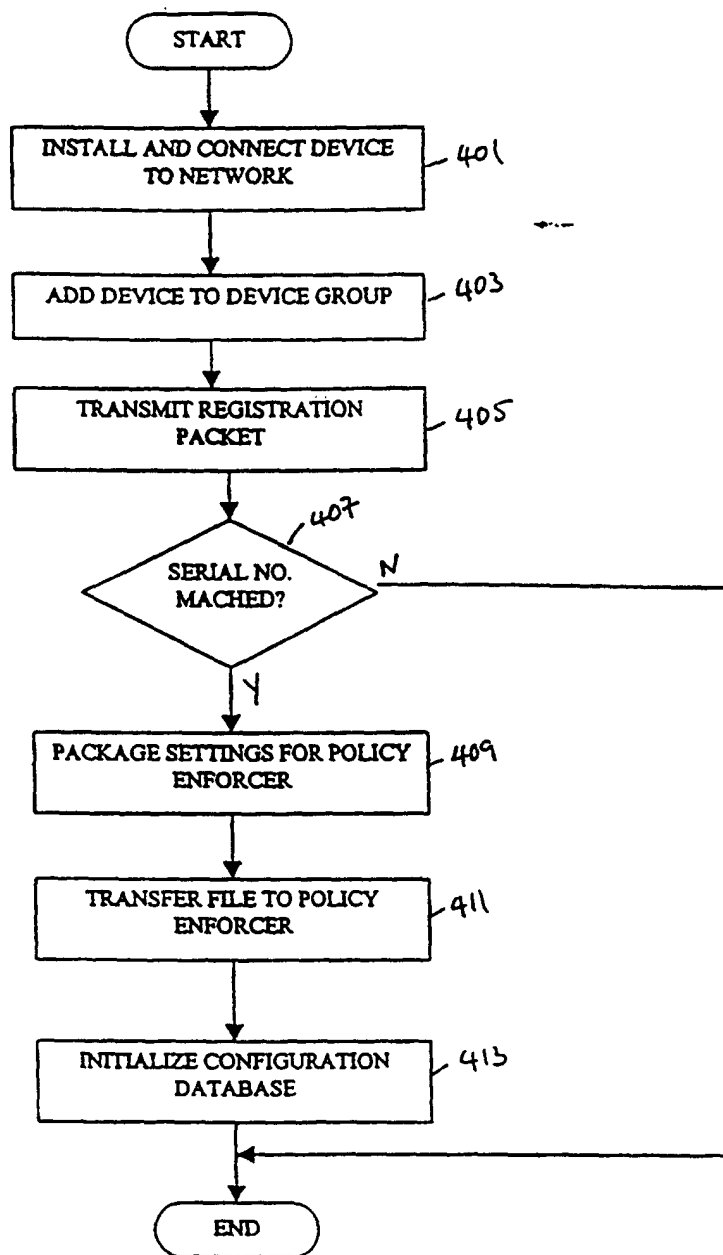 START
INSTALL AND CONNECT DEVICE
TO NETWORK
401
ADD DEVICE TO DEVICE GROUP
403
TRANSMIT REGISTRATION
PACKET
405
407
SERIAL NO.
MACHED?
N
Y
PACKAGE SETTINGS FOR POLICY
ENFORCER
409
TRANSFER FILE TO POLICY
ENFORCER
411
INITIALIZE CONFIGURATION
DATABASE
413
END